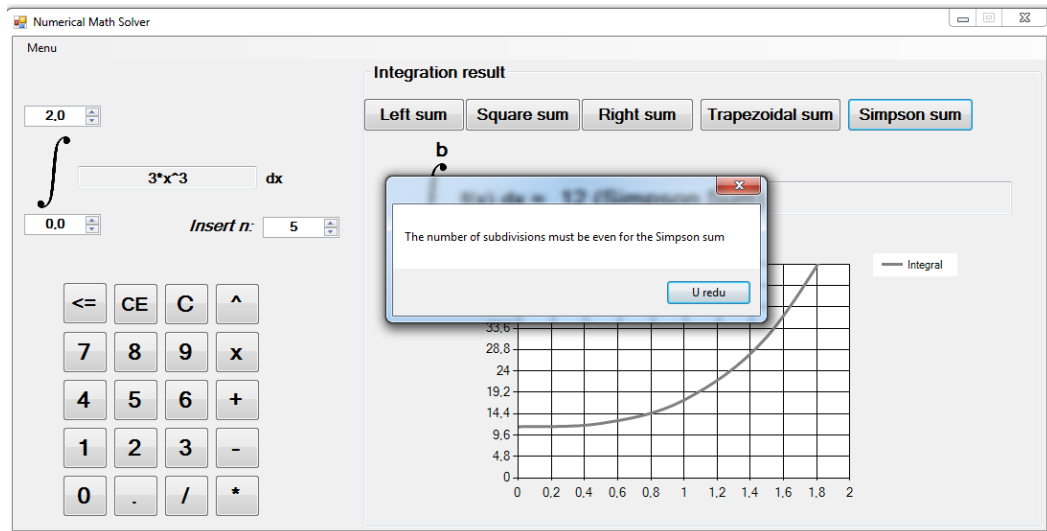 Numerical Math Solver
Menu
Integration result
Left sum Square sum Right sum Trapezoidal sum Simpson sum
2,0
b
∫
∫
3*x^3 dx
f(x) dx = 12 (Simpson Sum)
0,0
Insert n: 5
The number of subdivisions must be even for the Simpson sum
U redu
Integral
<= CE C ^
7 8 9 x
4 5 6 +
1 2 3 -
0 . / *
33,6
28,8
24
19,2
14,4
9,6
4,8
0
0 0,2 0,4 0,6 0,8 1 1,2 1,4 1,6 1,8 2